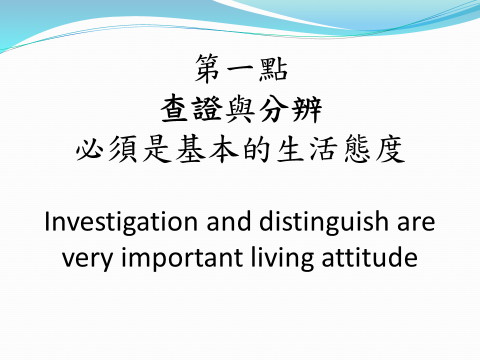 第一點
查證與分辨
必須是基本的生活態度
Investigation and distinguish are
very important living attitude